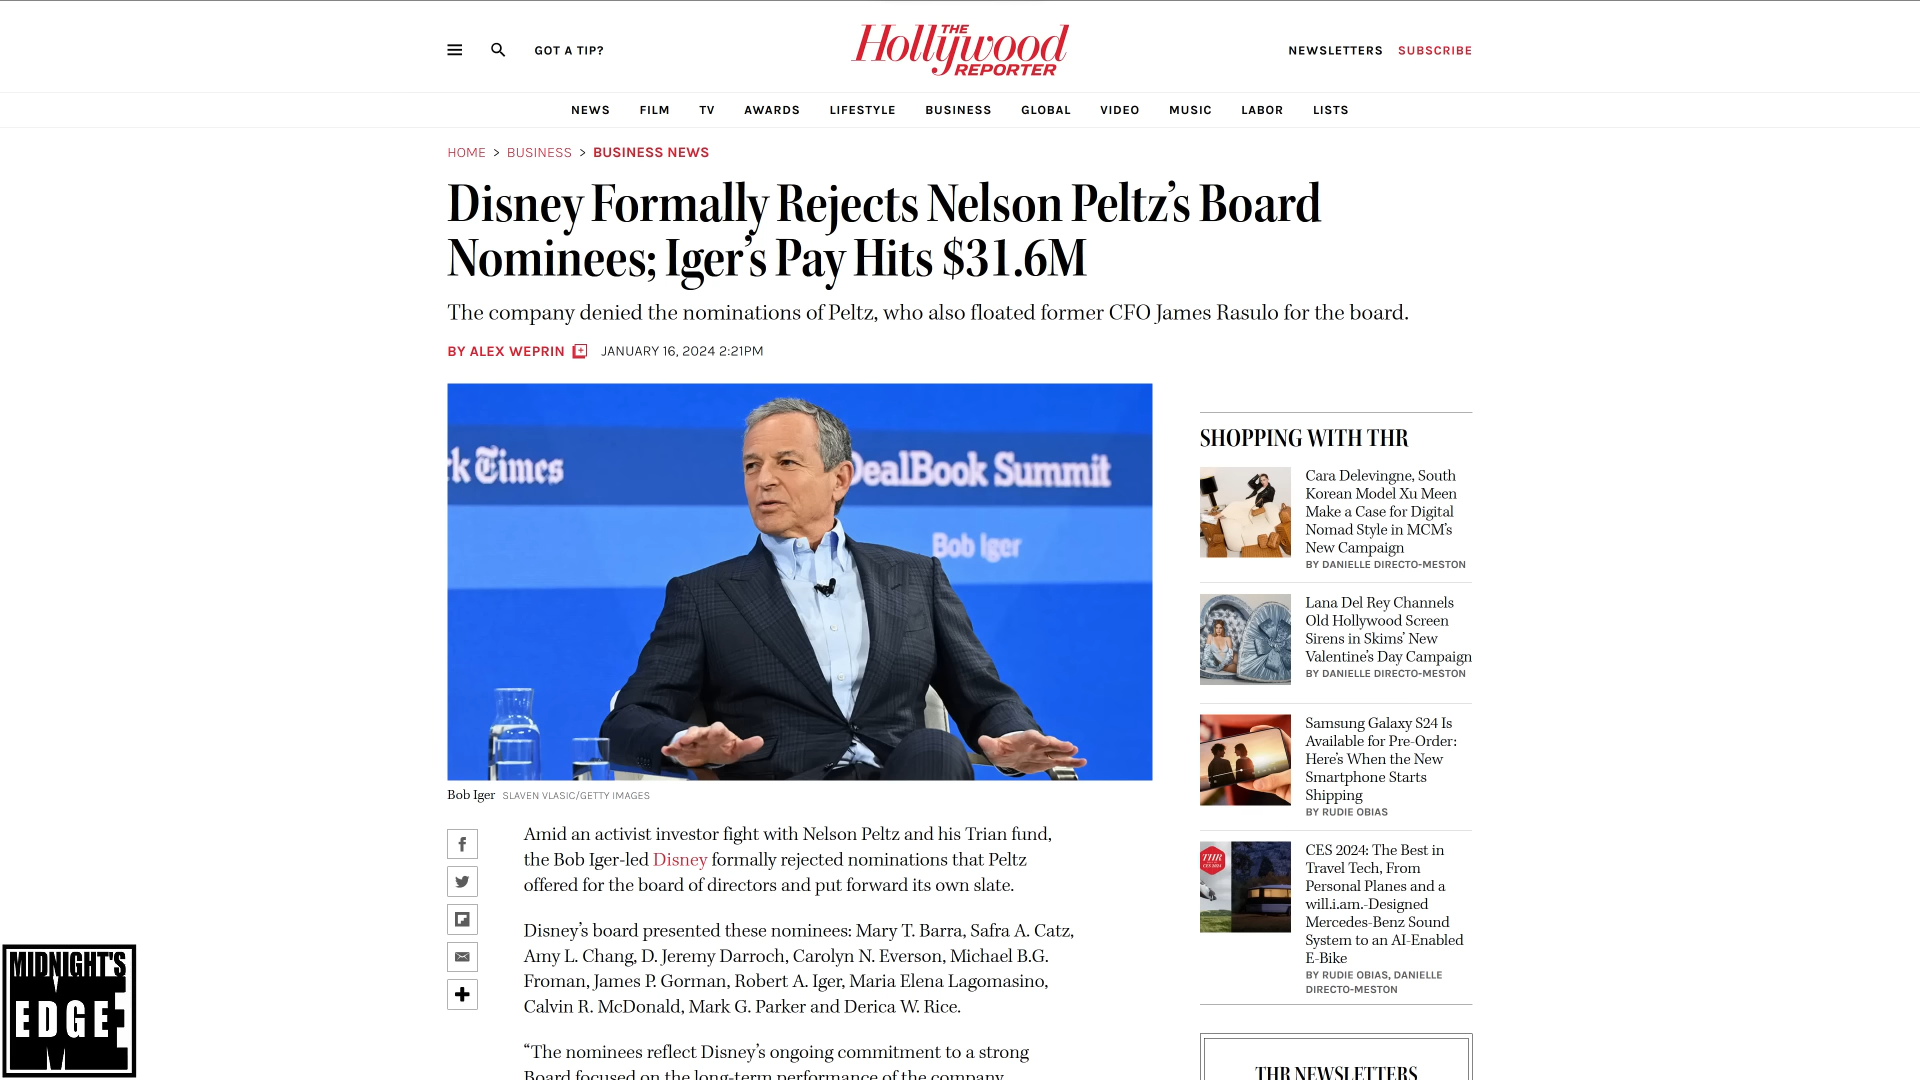 GOT A TIP?
THE
Hollywood
REPORTER
NEWSLETTERS SUBSCRIBE
NEWS FILM TV AWARDS LIFESTYLE BUSINESS GLOBAL VIDEO MUSIC LABOR LISTS
HOME > BUSINESS > BUSINESS NEWS
Disney Formally Rejects Nelson Peltz’s Board
Nominees; Iger’s Pay Hits $31.6M
The company denied the nominations of Peltz, who also floated former CFO James Rasulo for the board.
BY ALEX WEPRIN JANUARY 16, 2024 2:21PM
rk Times
DealBook Summit
Bob Iger
Bob Iger SLAVEN VLASIC/GETTY IMAGES
Amid an activist investor fight with Nelson Peltz and his Trian fund,
the Bob Iger-led Disney formally rejected nominations that Peltz
offered for the board of directors and put forward its own slate.
Disney’s board presented these nominees: Mary T. Barra, Safra A. Catz,
Amy L. Chang, D. Jeremy Darroch, Carolyn N. Everson, Michael B.G.
Froman, James P. Gorman, Robert A. Iger, Maria Elena Lagomasino,
Calvin R. McDonald, Mark G. Parker and Derica W. Rice.
“The nominees reflect Disney’s ongoing commitment to a strong
Board focused on the long-term performance of the company,
SHOPPING WITH THR
Cara Delevingne, South
Korean Model Xu Meen
Make a Case for Digital
Nomad Style in MCM’s
New Campaign
BY DANIELLE DIRECTO-MESTON
Lana Del Rey Channels
Old Hollywood Screen
Sirens in Skims’ New
Valentine’s Day Campaign
BY DANIELLE DIRECTO-MESTON
Samsung Galaxy S24 Is
Available for Pre-Order:
Here’s When the New
Smartphone Starts
Shipping
BY RUDIE OBIAS
THR
CES 2024
CES 2024: The Best in
Travel Tech, From
Personal Planes and a
will.i.am.-Designed
Mercedes-Benz Sound
System to an AI-Enabled
E-Bike
BY RUDIE OBIAS, DANIELLE
DIRECTO-MESTON
THR NEWSLETTERS
MIDNIGHT'S
EDGE